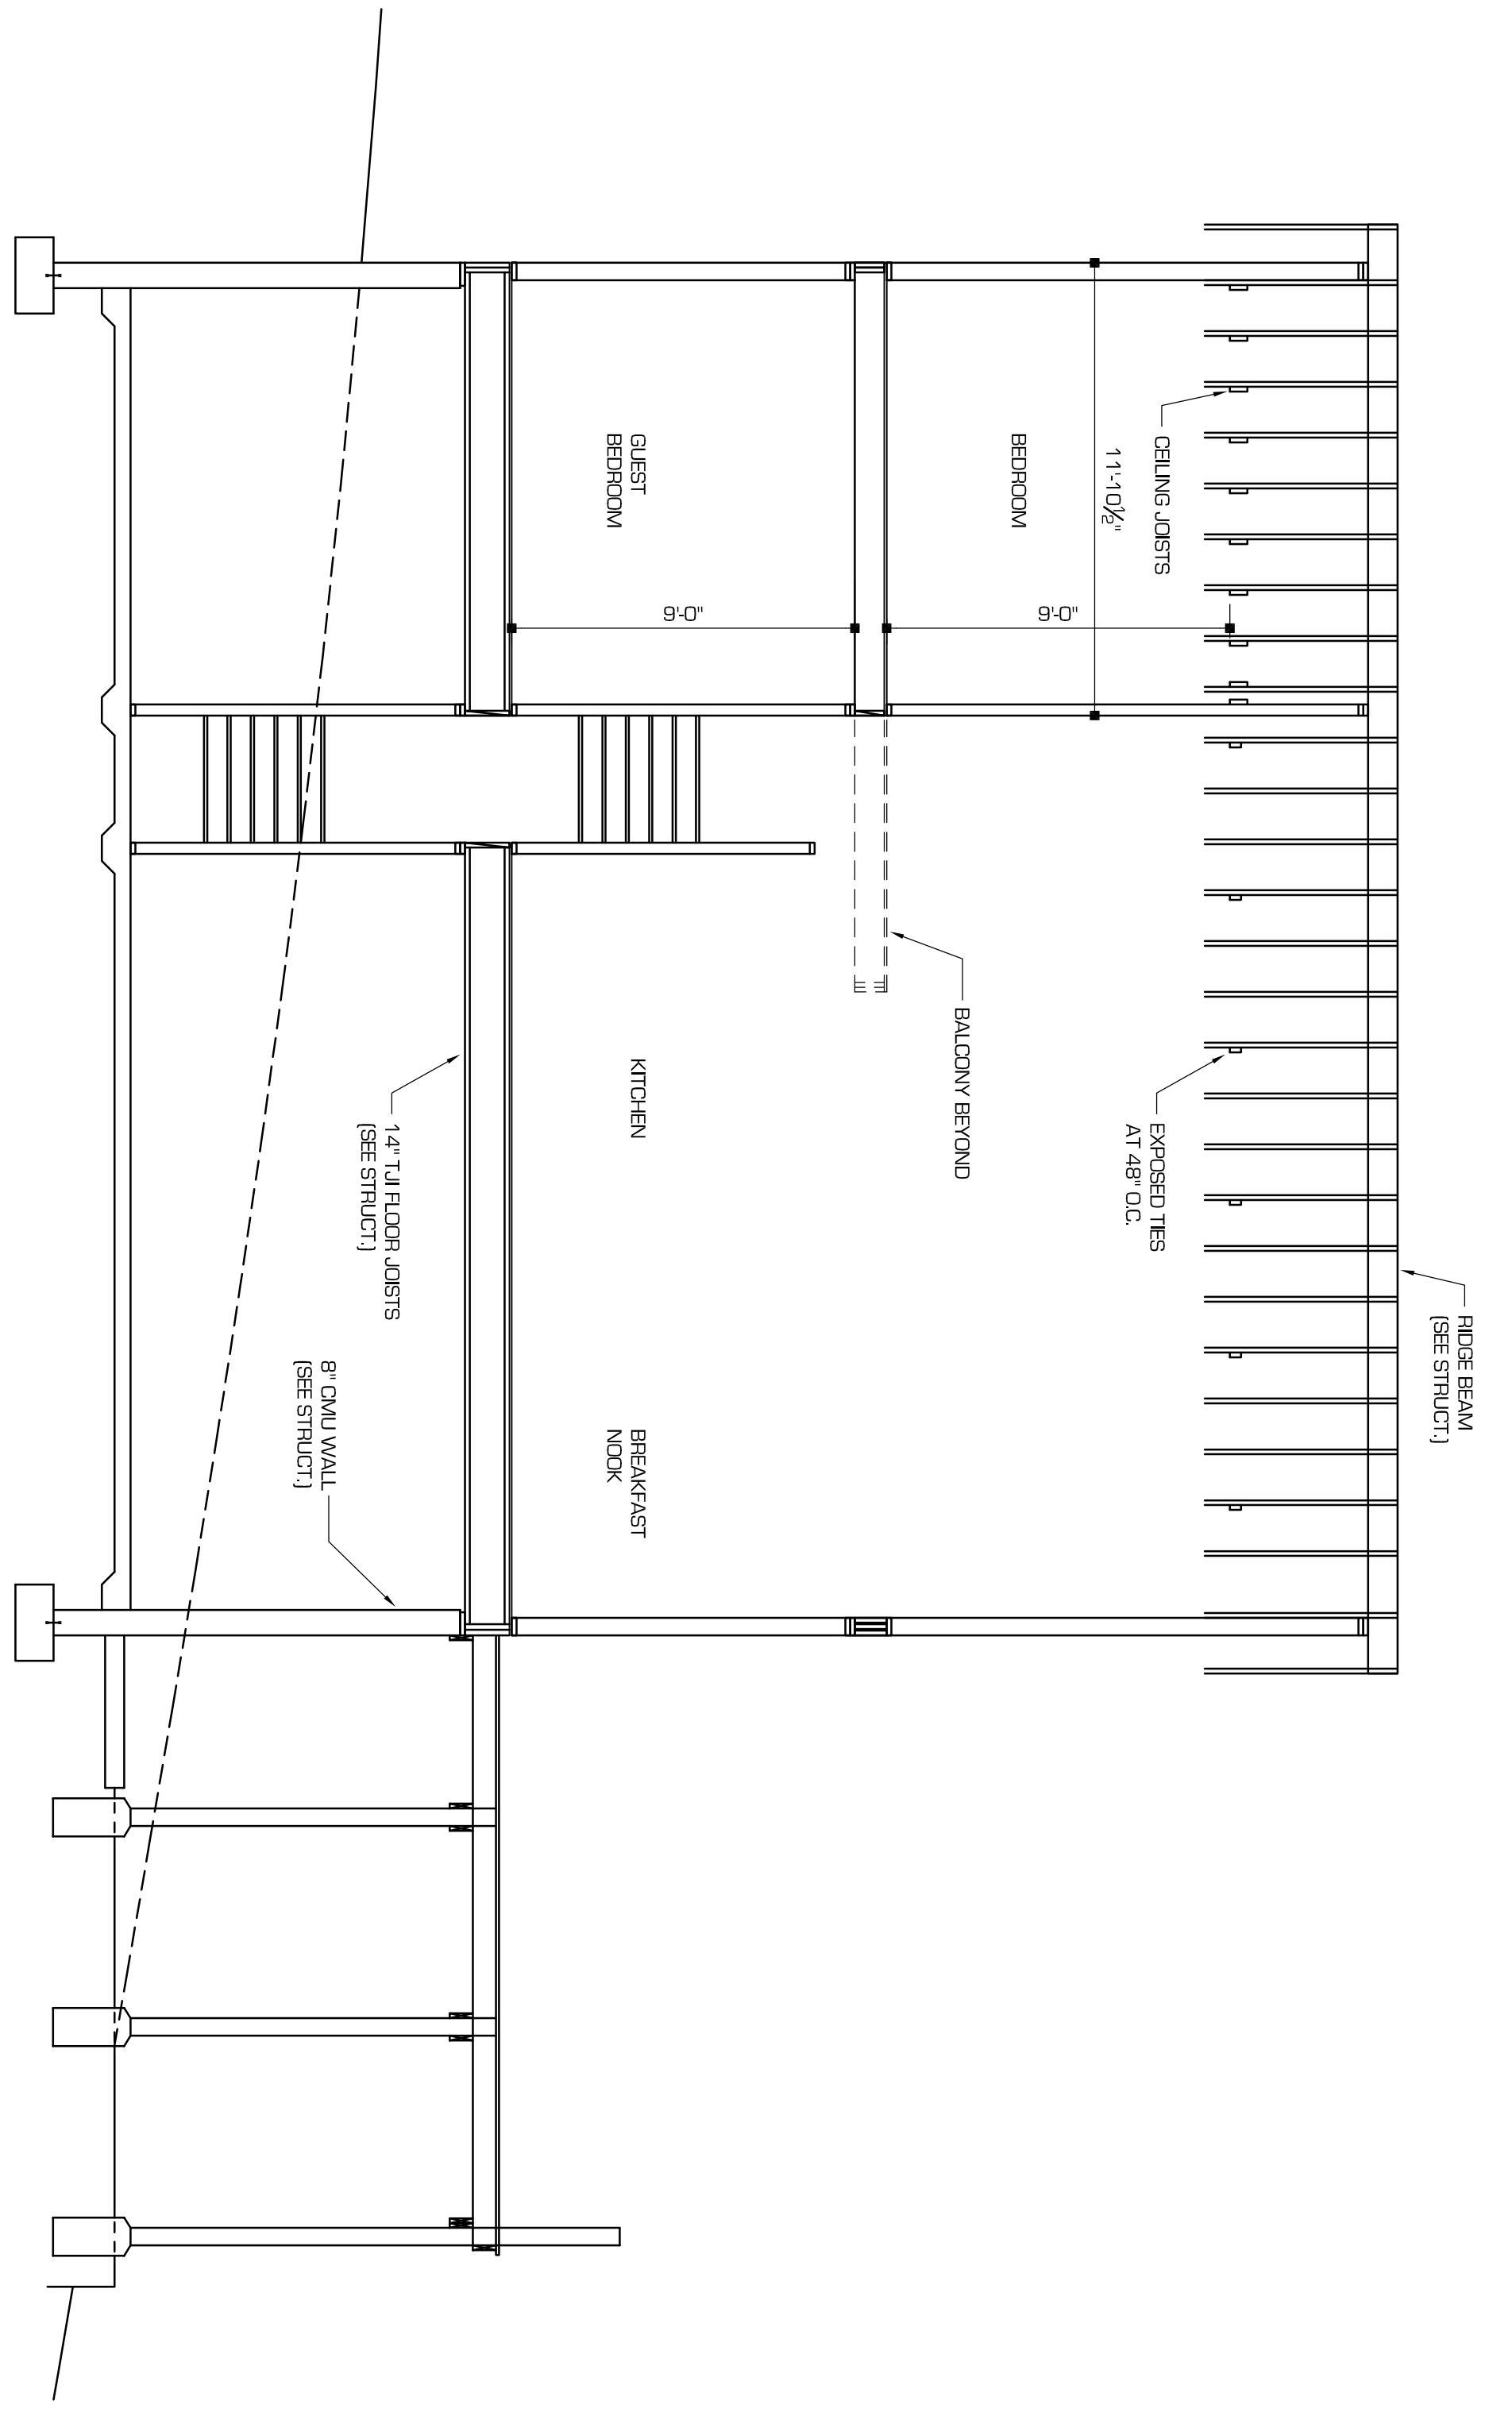 RIDGE BEAM
(SEE STRUCT.)
CEILING JOISTS
EXPOSED TIES
AT 48" O.C.
11'-10½"
BEDROOM
9'-0"
BALCONY BEYOND
GUEST
BEDROOM
9'-0"
KITCHEN
BREAKFAST
NOOK
14" TJI FLOOR JOISTS
(SEE STRUCT.)
8" CMU WALL
(SEE STRUCT.)